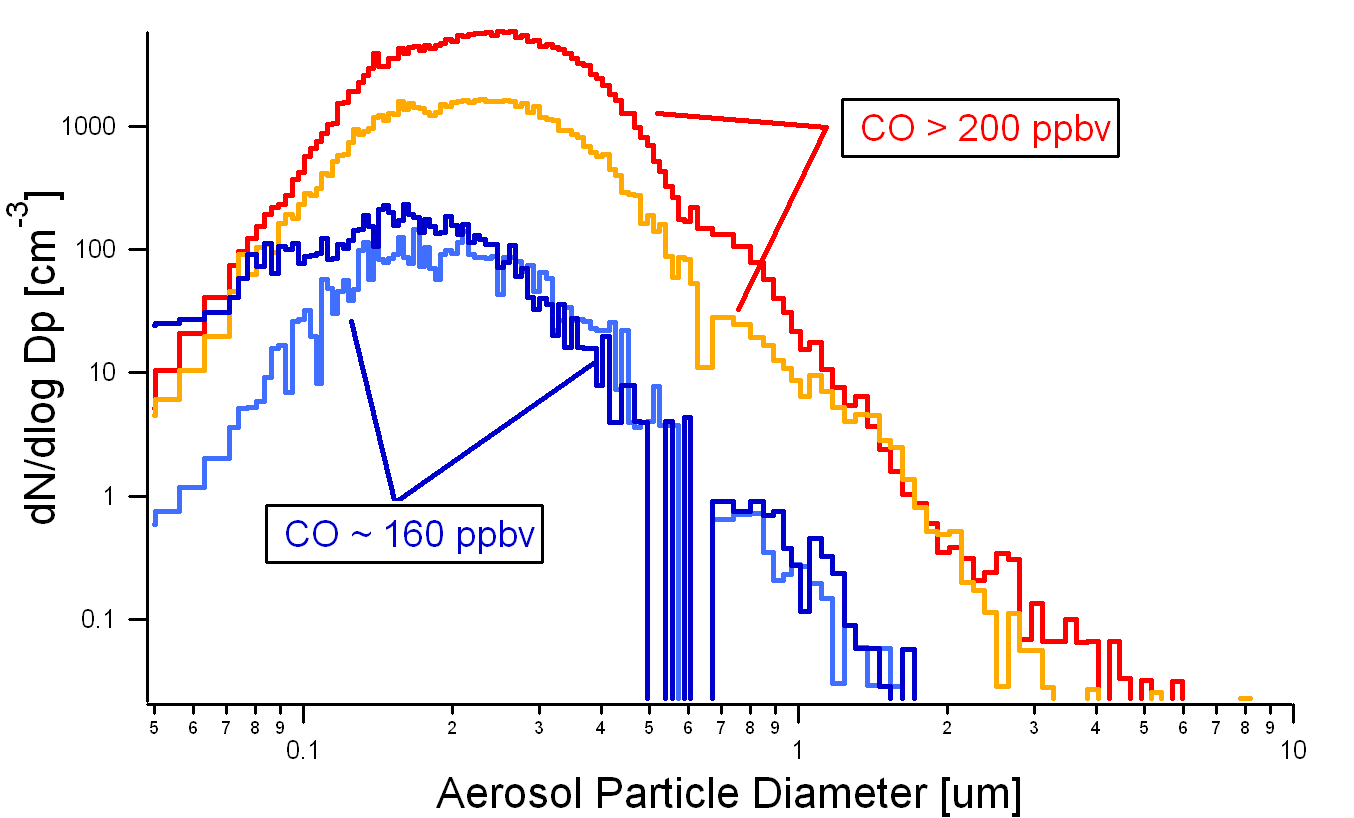 1000
100
10
1
0.1
dN/dlog Dp [cm-3]
CO > 200 ppbv
CO ~ 160 ppbv
5 6 7 8 9 2 3 4 5 6 7 8 9 2 3 4 5 6 7 8 9
0.1 1 10
Aerosol Particle Diameter [um]